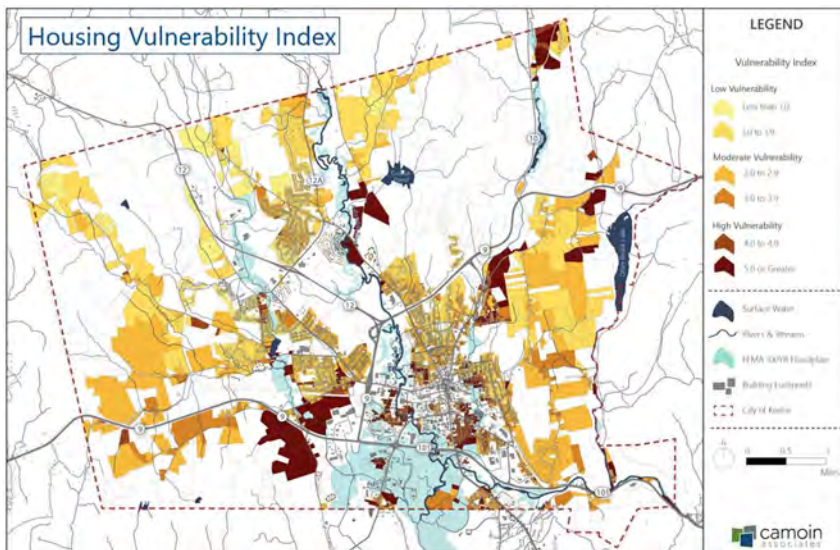 Housing Vulnerability Index
LEGEND
Vulnerability Index
Low Vulnerability
Less than 1.0
1.0 to 1.9
Moderate Vulnerability
2.0 to 2.9
3.0 to 3.9
High Vulnerability
4.0 to 4.9
5.0 or Greater
Surface Water
Rivers & Streams
FEMA 100YR Floodplain
Building Footprints
City of Keene
0 0.5 1
Miles
camoin
associates
12
12A
10
9
9
12
9
9
9
101
101